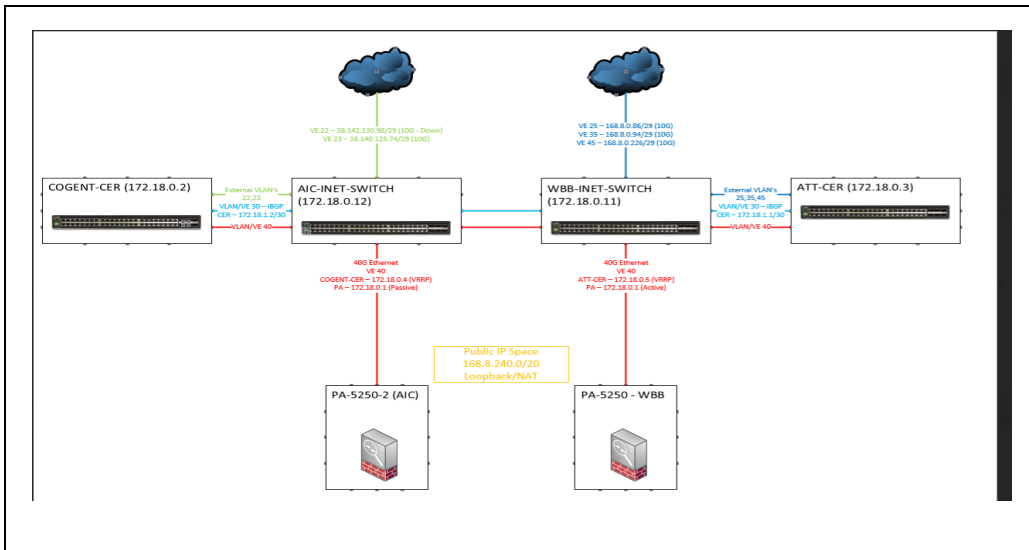 VE 22 – 38.142.130.98/29 (10G - Down)
VE 23 – 38.140.125.74/29 (10G)
VE 25 – 168.8.0.86/29 (10G)
VE 35 – 168.8.0.94/29 (10G)
VE 45 – 168.8.0.226/29 (10G)
COGENT-CER (172.18.0.2)
External VLAN's
22,23
VLAN/VE 30 – iBGP
CER – 172.18.1.2/30
VLAN/VE 40
AIC-INET-SWITCH
(172.18.0.12)
WBB-INET-SWITCH
(172.18.0.11)
External VLAN's
25,35,45
VLAN/VE 30 – iBGP
CER – 172.18.1.1/30
VLAN/VE 40
ATT-CER (172.18.0.3)
40G Ethernet
VE 40
COGENT-CER – 172.18.0.4 (VRRP)
PA – 172.18.0.1 (Passive)
40G Ethernet
VE 40
ATT-CER – 172.18.0.5 (VRRP)
PA – 172.18.0.1 (Active)
Public IP Space
168.8.240.0/20
Loopback/NAT
PA-5250-2 (AIC)
PA-5250 - WBB